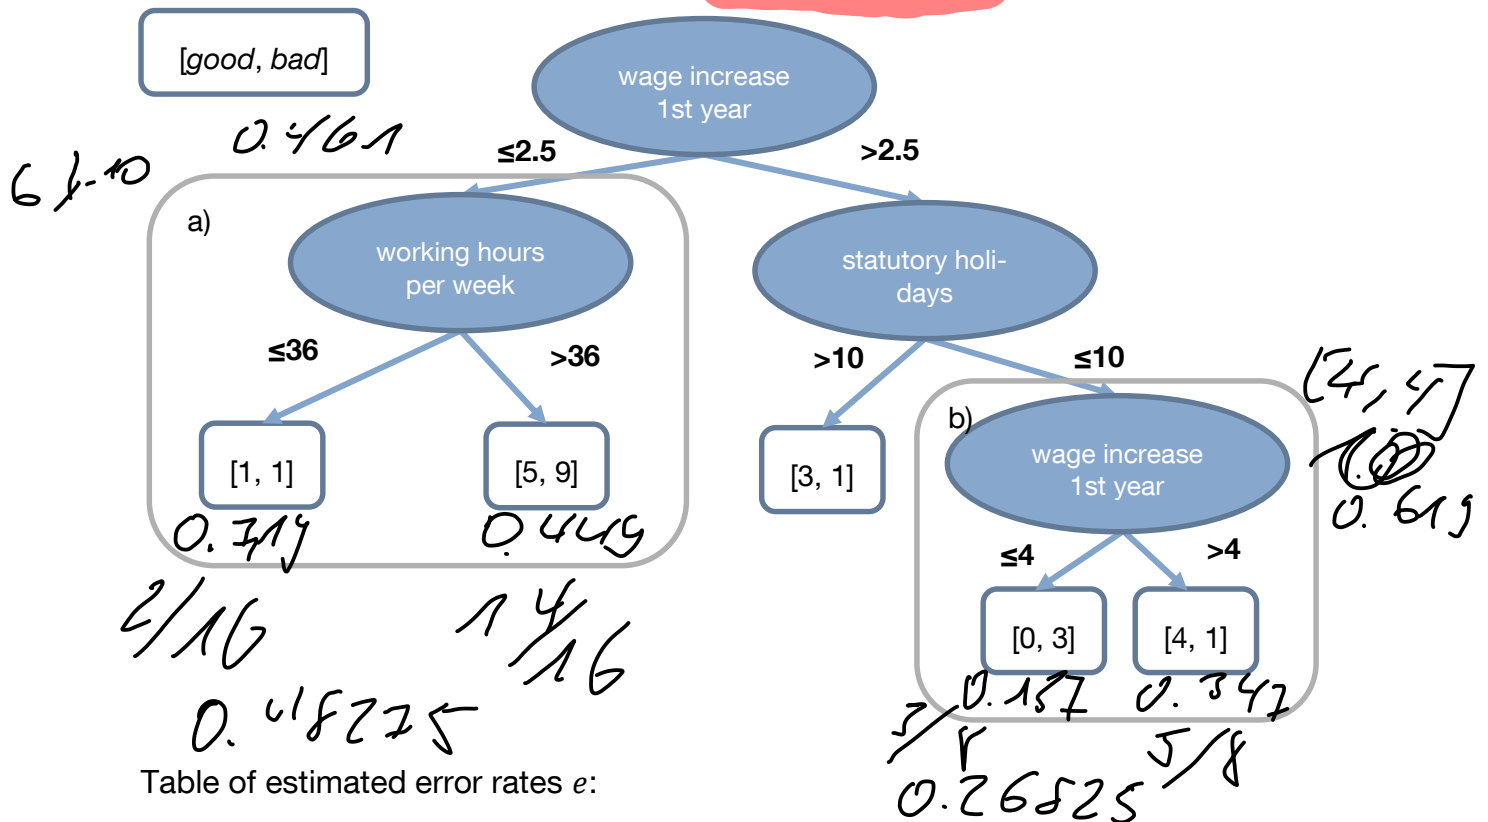 [good, bad]
wage increase
1st year
0.461
≤2.5
>2.5
6 / 10
a)
working hours
per week
statutory holi-
days
≤36
>36
>10
≤10
[4, 4]
b)
wage increase
1st year
[1, 1]
[5, 9]
[3, 1]
0.619
0.719
0.449
≤4
>4
2/16
14/16
[0, 3]
[4, 1]
0.157
0.347
0.48275
3/8
5/8
Table of estimated error rates e:
0.26825